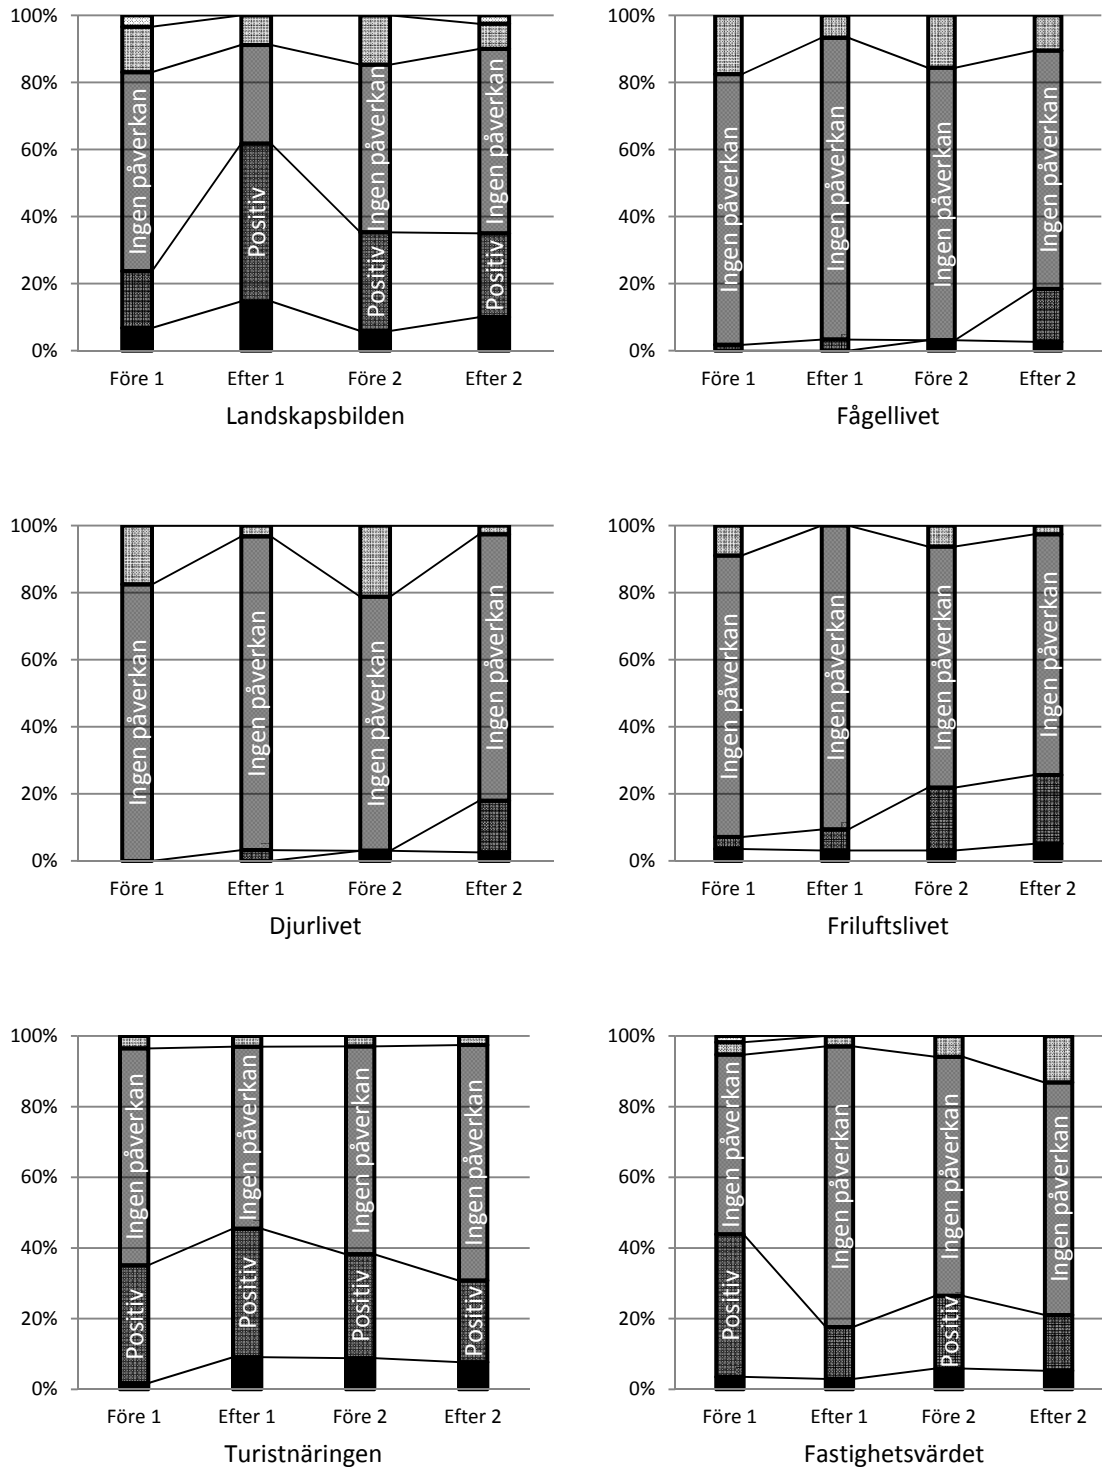 100%
80%
60%
40%
20%
0%
Ingen påverkan
Positiv
Ingen påverkan
Positiv
Ingen påverkan
Positiv
Före 1 Efter 1 Före 2 Efter 2
Landskapsbilden
100%
80%
60%
40%
20%
0%
Ingen påverkan
Ingen påverkan
Ingen påverkan
Ingen påverkan
Före 1 Efter 1 Före 2 Efter 2
Fågellivet
100%
80%
60%
40%
20%
0%
Ingen påverkan
Ingen påverkan
Ingen påverkan
Ingen påverkan
Före 1 Efter 1 Före 2 Efter 2
Djurlivet
100%
80%
60%
40%
20%
0%
Ingen påverkan
Ingen påverkan
Ingen påverkan
Ingen påverkan
Före 1 Efter 1 Före 2 Efter 2
Friluftslivet
100%
80%
60%
40%
20%
0%
Ingen påverkan
Positiv
Ingen påverkan
Positiv
Ingen påverkan
Positiv
Ingen påverkan
Positiv
Före 1 Efter 1 Före 2 Efter 2
Turistnäringen
100%
80%
60%
40%
20%
0%
Ingen påverkan
Positiv
Ingen påverkan
Ingen påverkan
Positiv
Ingen påverkan
Före 1 Efter 1 Före 2 Efter 2
Fastighetsvärdet